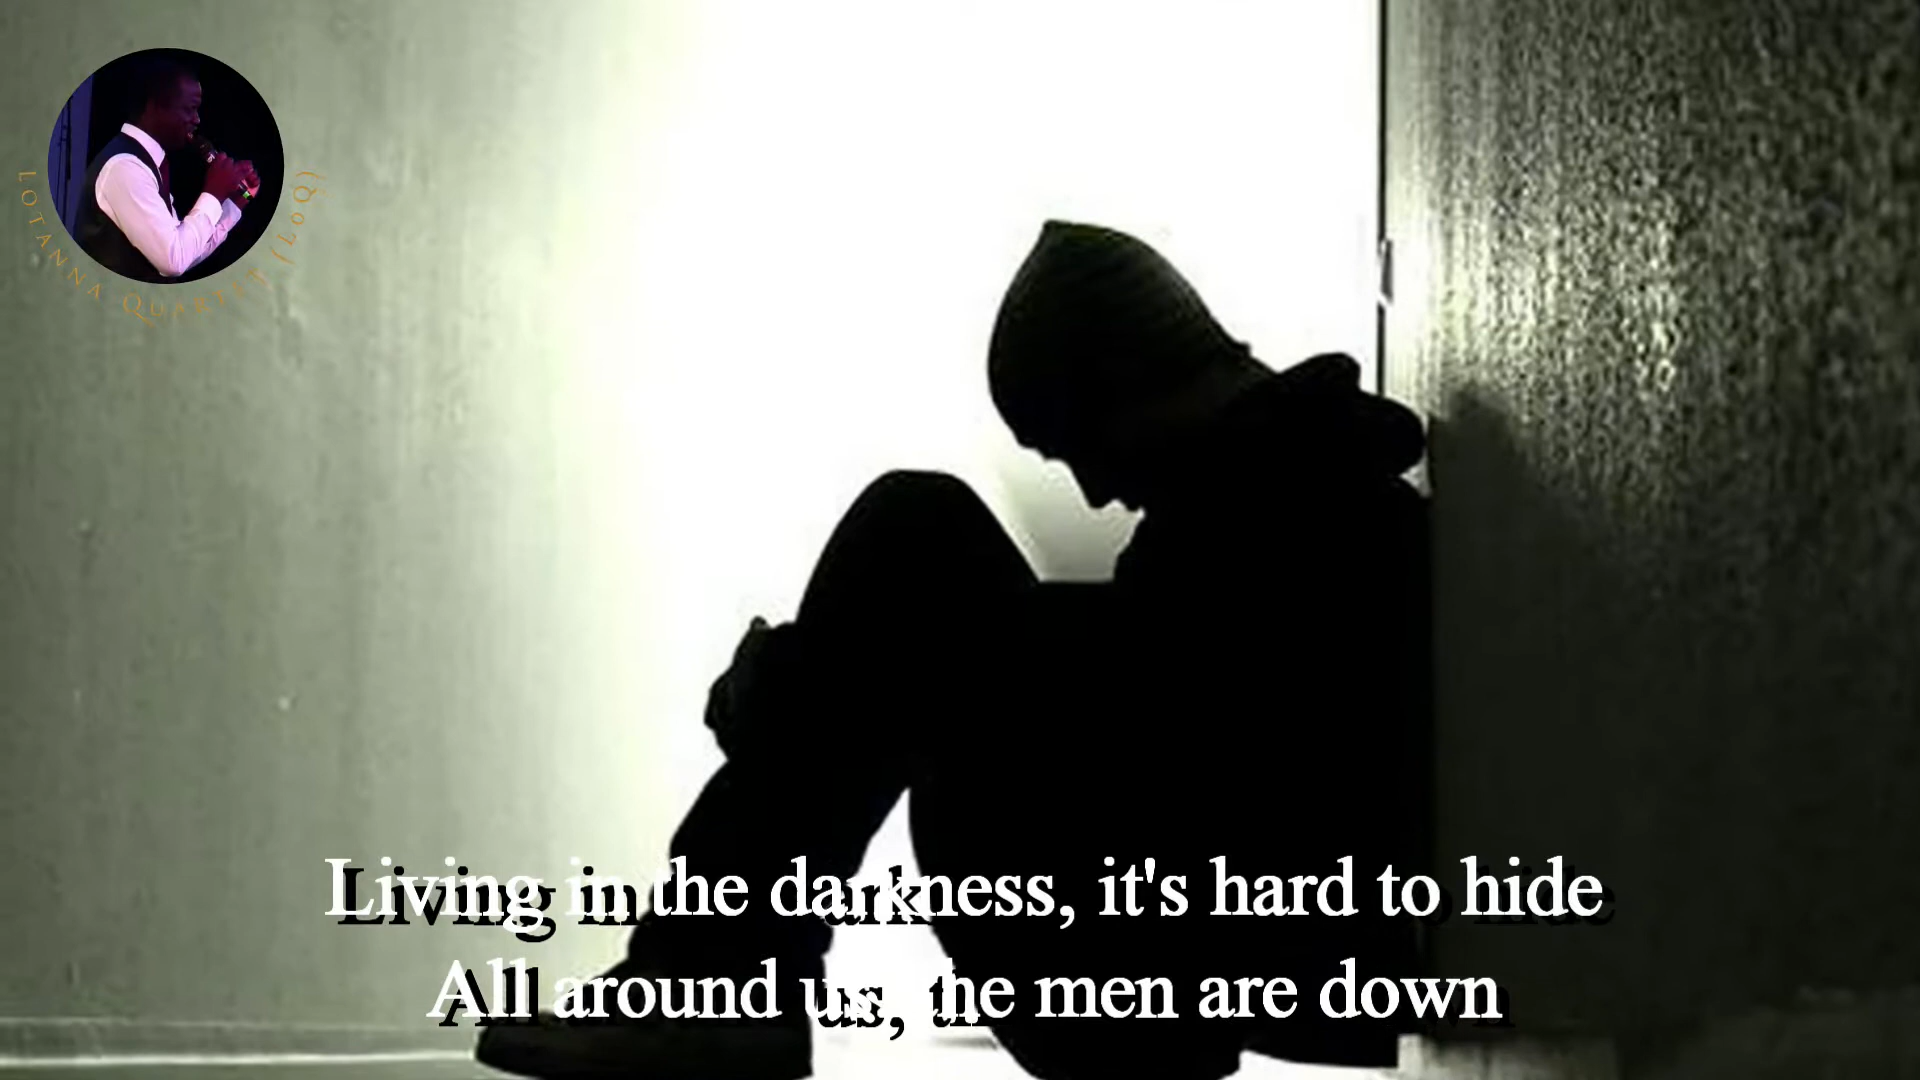 LOTANNA QUARTET (LoQ)
Living in the darkness, it's hard to hide
All around us, the men are down